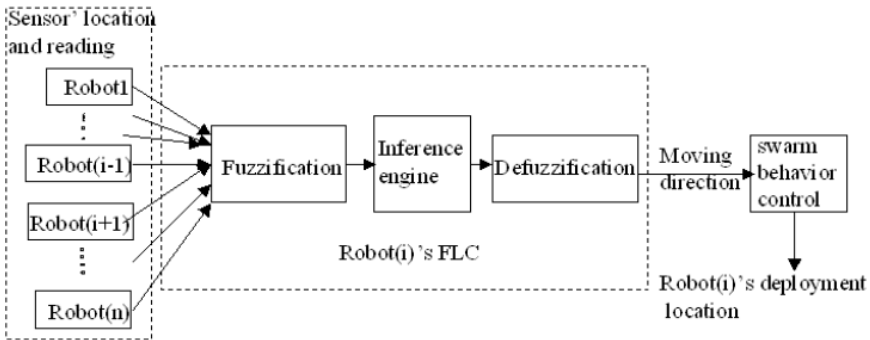 Sensor' location
and reading
Robot1
Robot(i-1)
Robot(i+1)
Robot(n)
Fuzzification
Inference
engine
Defuzzification
Robot(i)'s FLC
Moving
direction
swarm
behavior
control
Robot(i)'s deployment
location